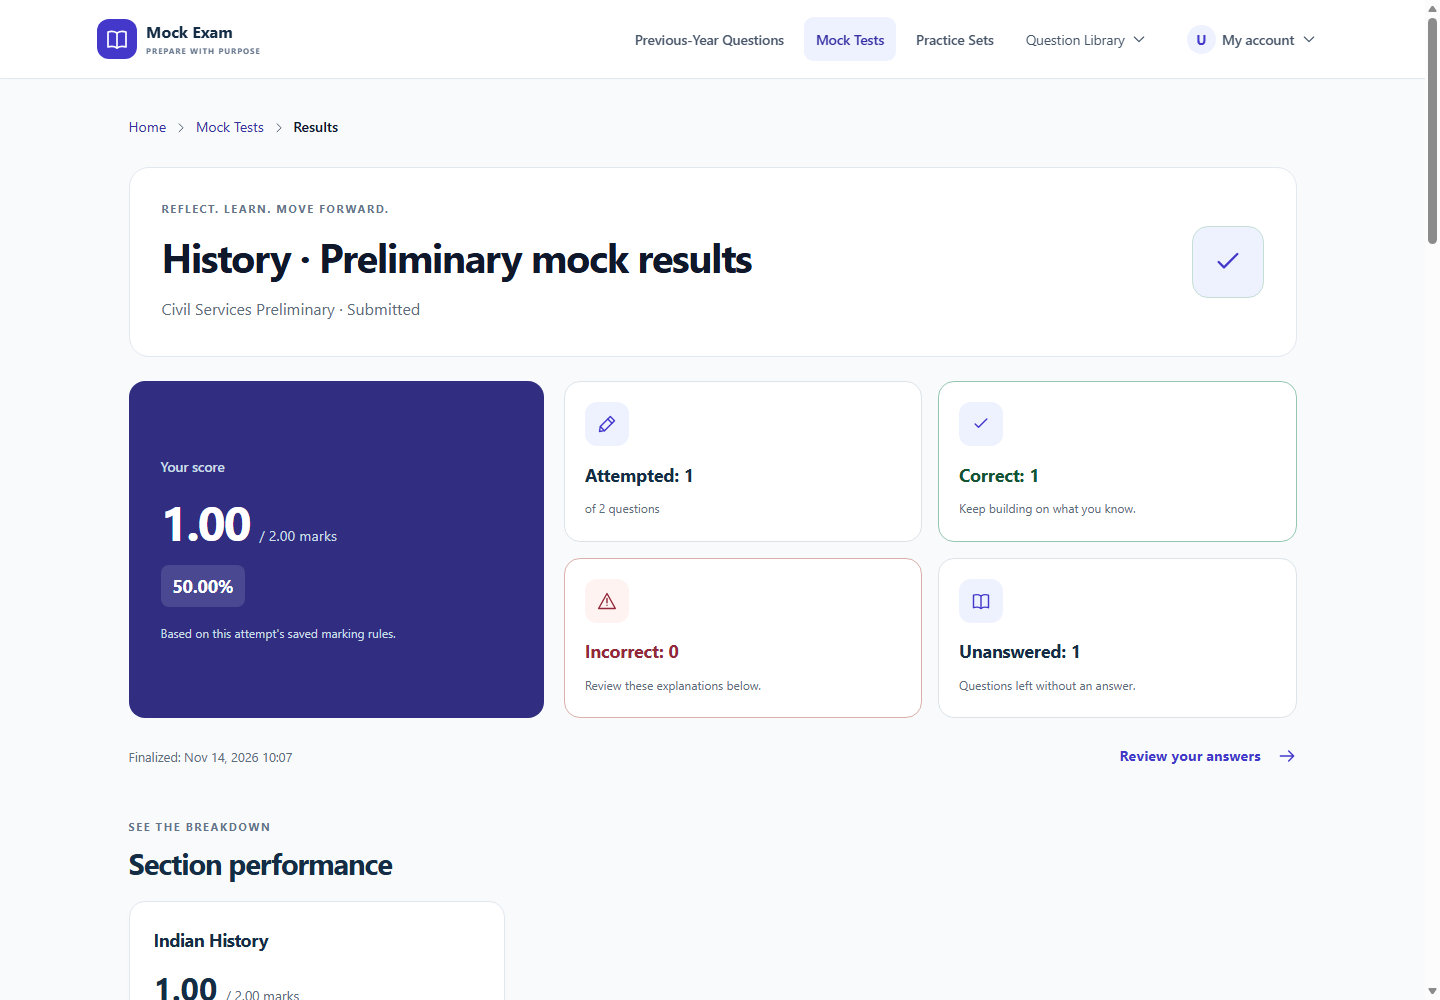 Mock Exam
PREPARE WITH PURPOSE
Previous-Year Questions
Mock Tests
Practice Sets
Question Library
U
My account
Home
Mock Tests
Results
REFLECT. LEARN. MOVE FORWARD.
History · Preliminary mock results
Civil Services Preliminary · Submitted
Your score
1.00 / 2.00 marks
50.00%
Based on this attempt's saved marking rules.
Attempted: 1
of 2 questions
Correct: 1
Keep building on what you know.
Incorrect: 0
Review these explanations below.
Unanswered: 1
Questions left without an answer.
Finalized: Nov 14, 2026 10:07
Review your answers
SEE THE BREAKDOWN
Section performance
Indian History
1.00 / 2.00 marks